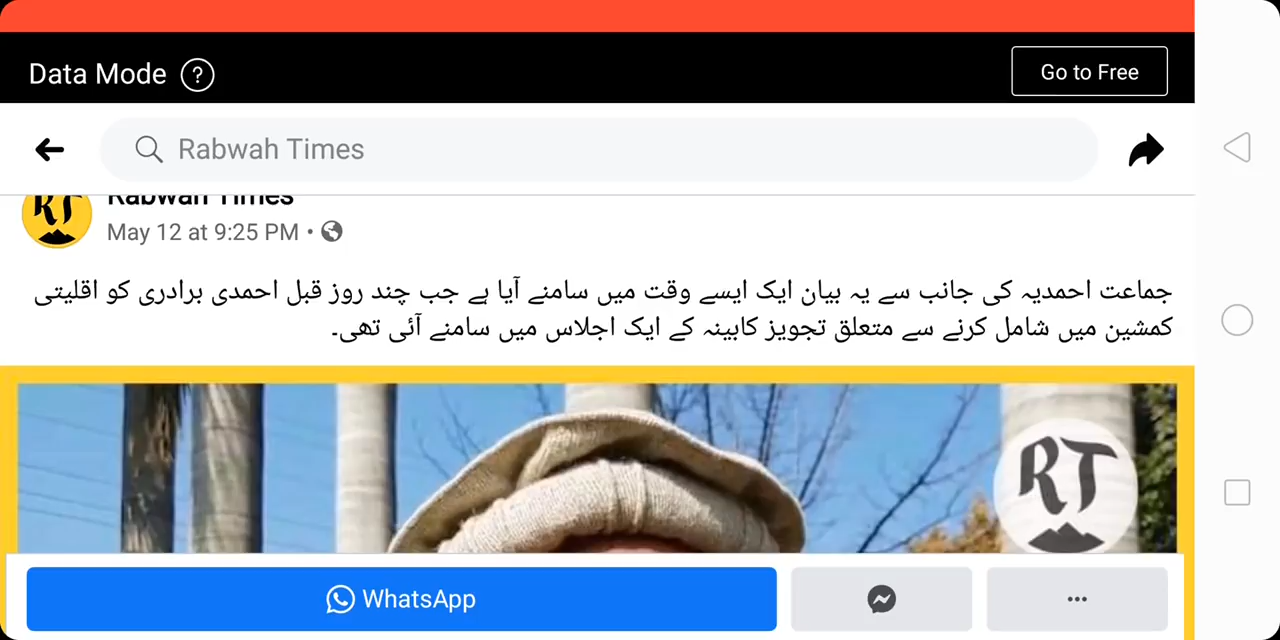 Data Mode ?
Go to Free
Rabwah Times
RT
Rabwah Times
May 12 at 9:25 PM •
جماعت احمدیہ کی جانب سے یہ بیان ایک ایسے وقت میں سامنے آیا ہے جب چند روز قبل احمدی برادری کو اقلیتی
کمشین میں شامل کرنے سے متعلق تجویز کابینہ کے ایک اجلاس میں سامنے آئی تھی۔
RT
WhatsApp